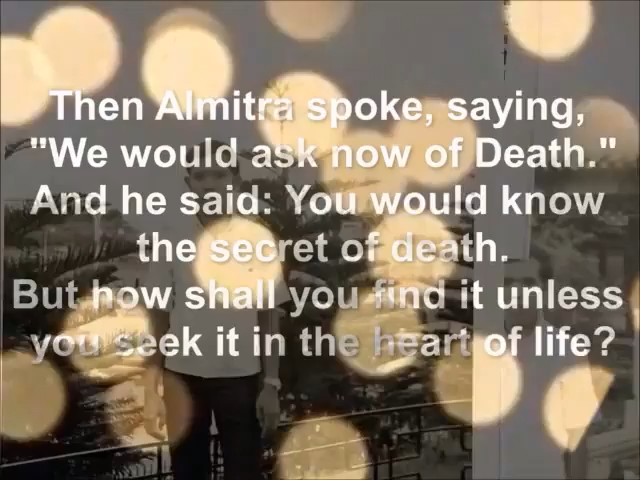 Then Almitra spoke, saying,
"We would ask now of Death."
And he said: You would know
the secret of death.
But how shall you find it unless
you seek it in the heart of life?